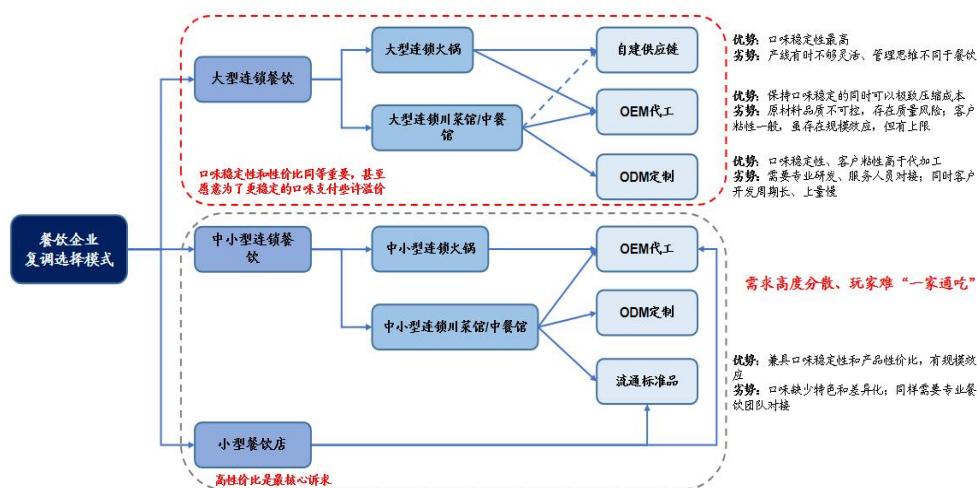 餐饮企业
复调选择模式
大型连锁餐饮
大型连锁火锅
大型连锁川菜馆/中餐
馆
自建供应链
OEM代工
ODM定制
口味稳定性和性价比同等重要，甚至
愿意为了更稳定的口味支付些许溢价
优势：口味稳定性最高
劣势：产线有时不够灵活、管理思维不同于餐饮
优势：保持口味稳定的同时可以极致压缩成本
劣势：原材料品质不可控，存在质量风险；客户
粘性一般，虽存在规模效应，但有上限
优势：口味稳定性、客户粘性高于代加工
劣势：需要专业研发、服务人员对接；同时客户
开发周期长、上量慢
中小型连锁餐
饮
中小型连锁火锅
中小型连锁川菜馆/中餐馆
OEM代工
ODM定制
流通标准品
小型餐饮店
高性价比是最核心诉求
需求高度分散、玩家难“一家通吃”
优势：兼具口味稳定性和产品性价比，有规模效
应
劣势：口味缺少特色和差异化；同样需要专业餐
饮团队对接